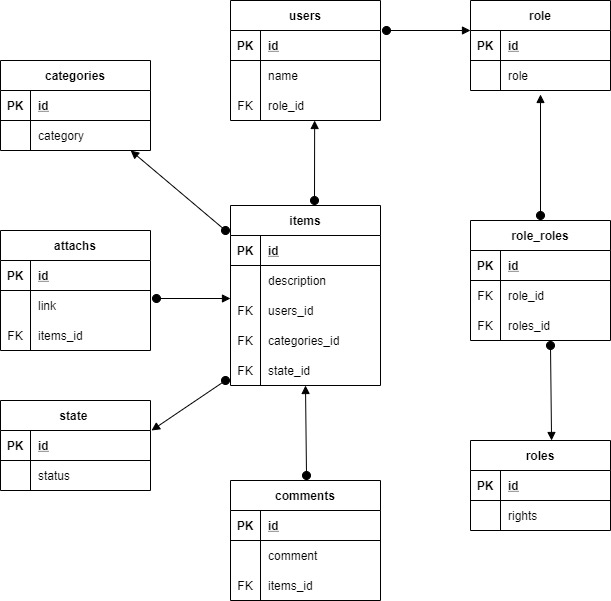 users
PK id
name
FK role_id
role
PK id
role
categories
PK id
category
items
PK id
description
FK users_id
FK categories_id
FK state_id
attachs
PK id
link
FK items_id
role_roles
PK id
FK role_id
FK roles_id
state
PK id
status
roles
PK id
rights
comments
PK id
comment
FK items_id